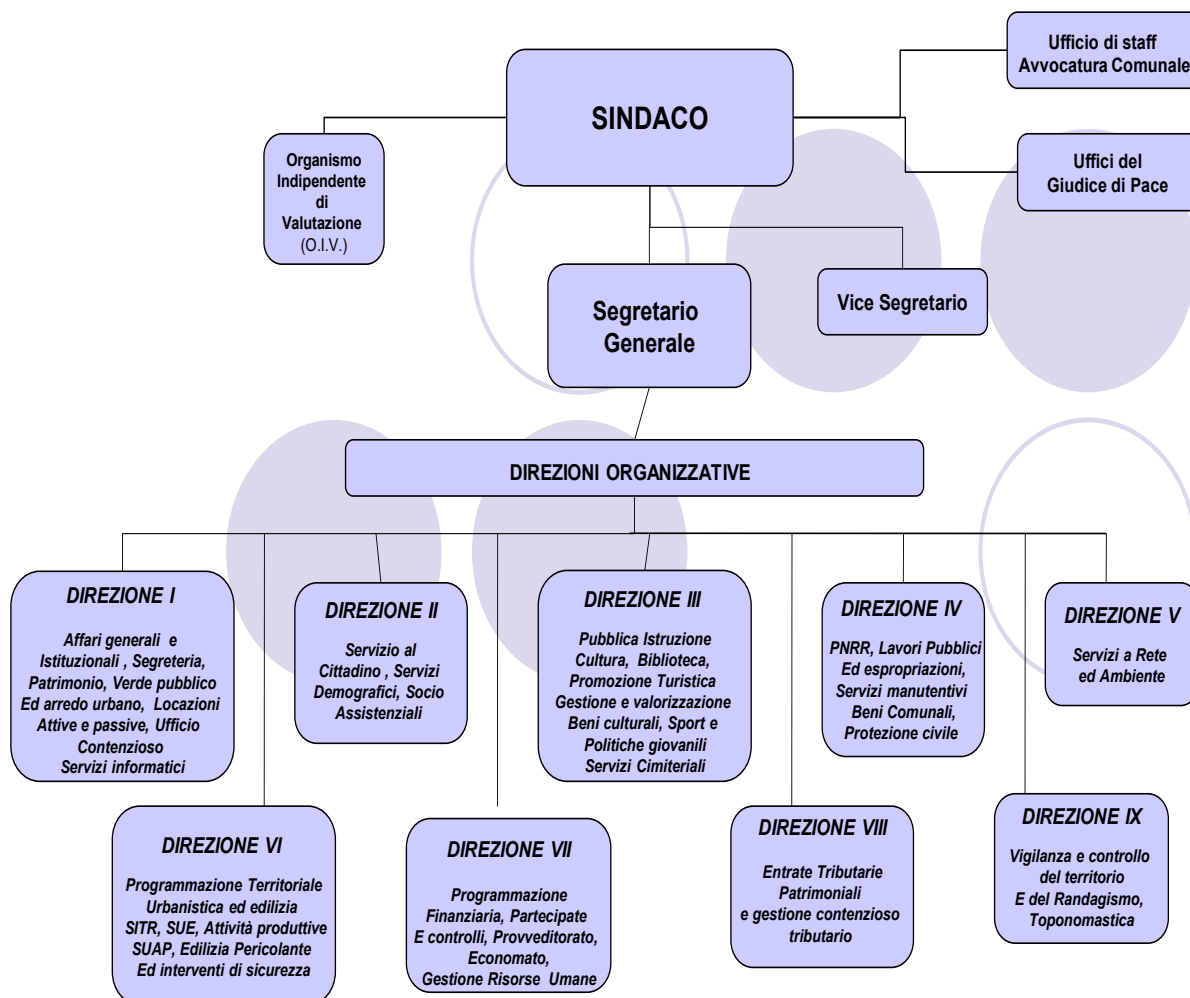 Ufficio di staff
Avvocatura Comunale
SINDACO
Organismo
Indipendente
di
Valutazione
(O.I.V.)
Uffici del
Giudice di Pace
Segretario
Generale
Vice Segretario
DIREZIONI ORGANIZZATIVE
DIREZIONE I
Affari generali e
Istituzionali , Segreteria,
Patrimonio, Verde pubblico
Ed arredo urbano, Locazioni
Attive e passive, Ufficio
Contenzioso
Servizi informatici
DIREZIONE II
Servizio al
Cittadino , Servizi
Demografici, Socio
Assistenziali
DIREZIONE III
Pubblica Istruzione
Cultura, Biblioteca,
Promozione Turistica
Gestione e valorizzazione
Beni culturali, Sport e
Politiche giovanili
Servizi Cimiteriali
DIREZIONE IV
PNRR, Lavori Pubblici
Ed espropriazioni,
Servizi manutentivi
Beni Comunali,
Protezione civile
DIREZIONE V
Servizi a Rete
ed Ambiente
DIREZIONE VI
Programmazione Territoriale
Urbanistica ed edilizia
SITR, SUE, Attività produttive
SUAP, Edilizia Pericolante
Ed interventi di sicurezza
DIREZIONE VII
Programmazione
Finanziaria, Partecipate
E controlli, Provveditorato,
Economato,
Gestione Risorse Umane
DIREZIONE VIII
Entrate Tributarie
Patrimoniali
e gestione contenzioso
tributario
DIREZIONE IX
Vigilanza e controllo
del territorio
E del Randagismo,
Toponomastica